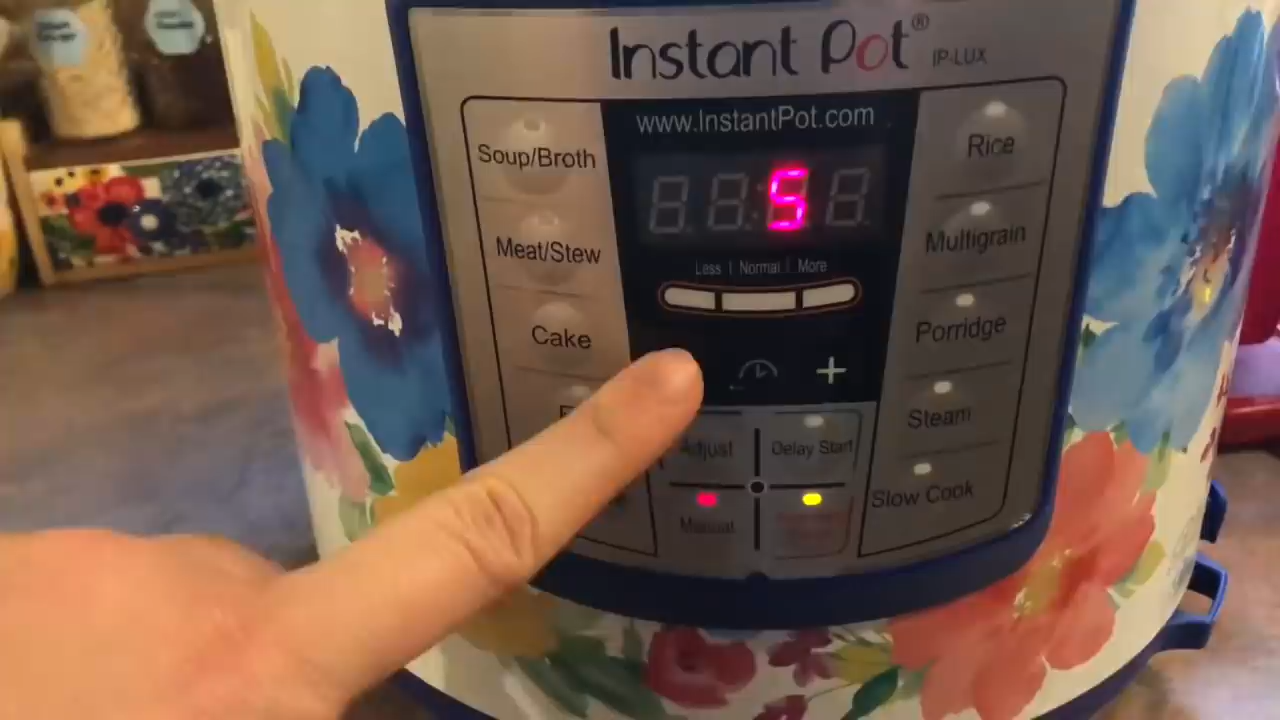 Instant Pot®
IP-LUX
www.InstantPot.com
Soup/Broth
Rice
5
Meat/Stew
Multigrain
Less | Normal | More
Cake
Porridge
+
Steam
Adjust
Delay Start
Slow Cook
Manual